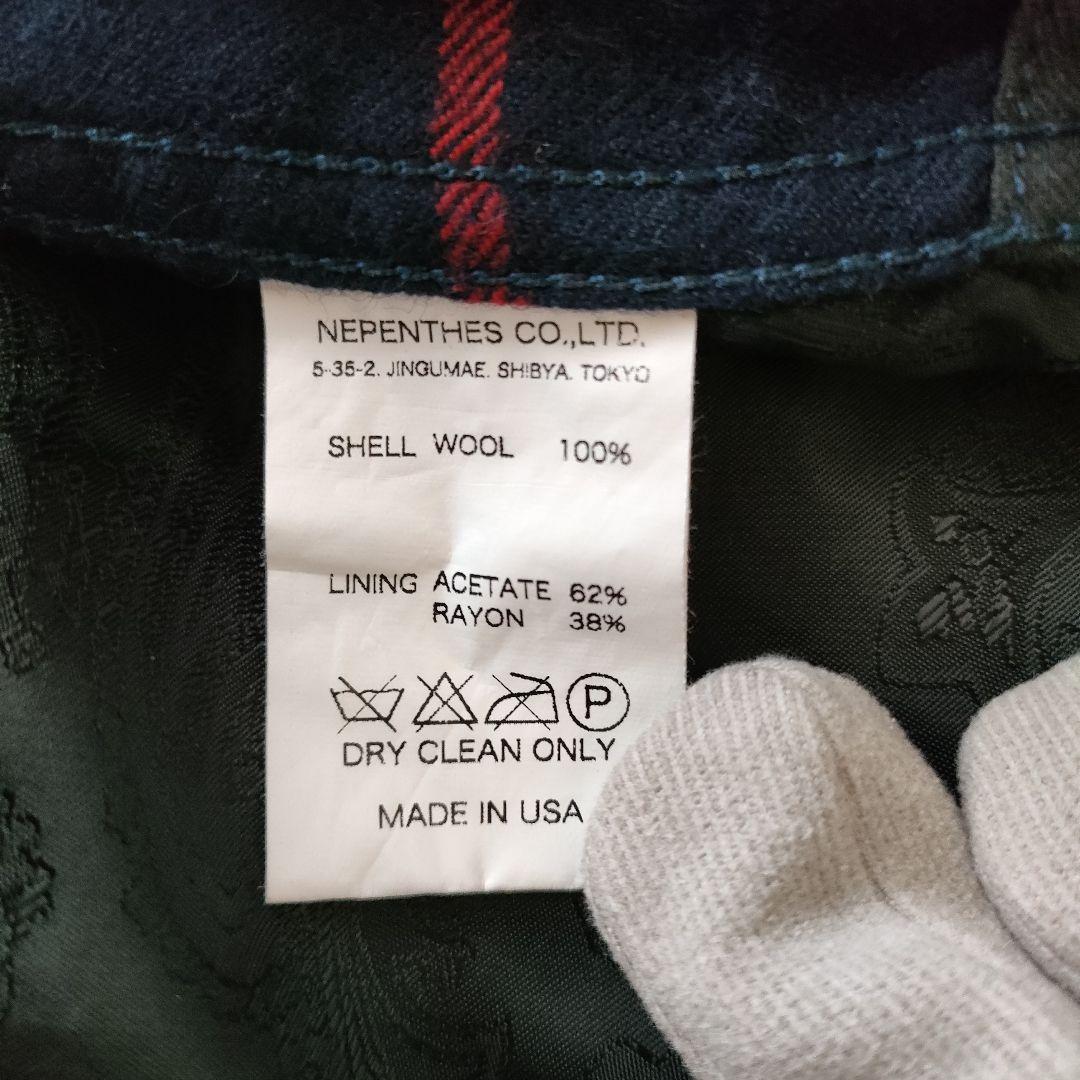 NEPENTHES CO.,LTD.
5-35-2. JINGUMAE. SHIBYA. TOKYO
SHELL WOOL 100%
LINING ACETATE 62%
RAYON 38%
P
DRY CLEAN ONLY
MADE IN USA